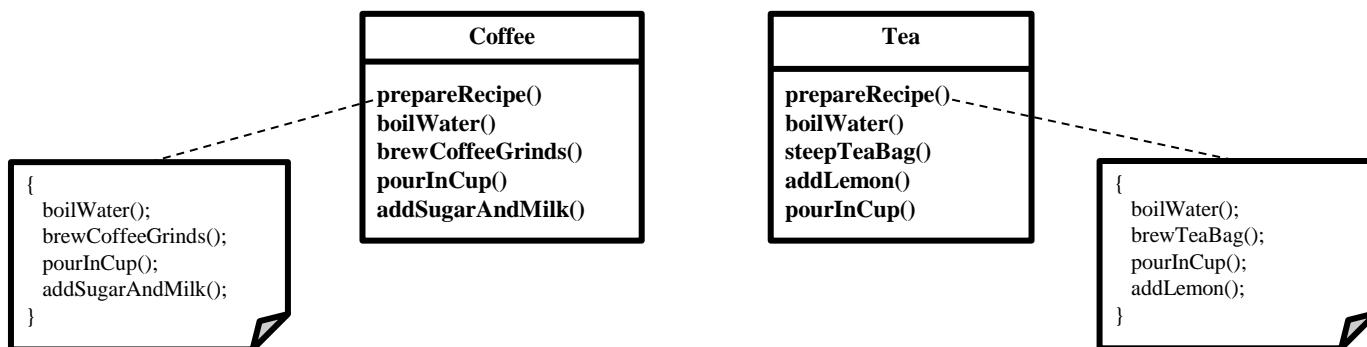 Coffee
prepareRecipe()
boilWater()
brewCoffeeGrinds()
pourInCup()
addSugarAndMilk()
{
boilWater();
brewCoffeeGrinds();
pourInCup();
addSugarAndMilk();
}
Tea
prepareRecipe()
boilWater()
steepTeaBag()
addLemon()
pourInCup()
{
boilWater();
brewTeaBag();
pourInCup();
addLemon();
}